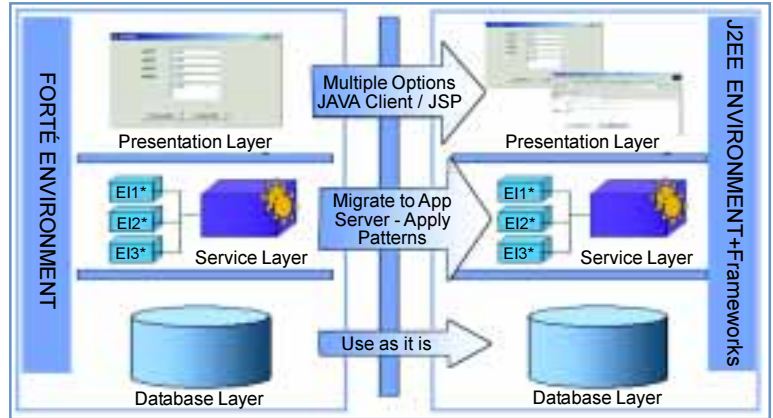 FORTÉ ENVIRONMENT
Presentation Layer
EI1*
EI2*
EI3*
Service Layer
Database Layer
Multiple Options
JAVA Client / JSP
Migrate to App
Server - Apply
Patterns
Use as it is
Presentation Layer
EI1*
EI2*
EI3*
Service Layer
Database Layer
J2EE ENVIRONMENT+Frameworks